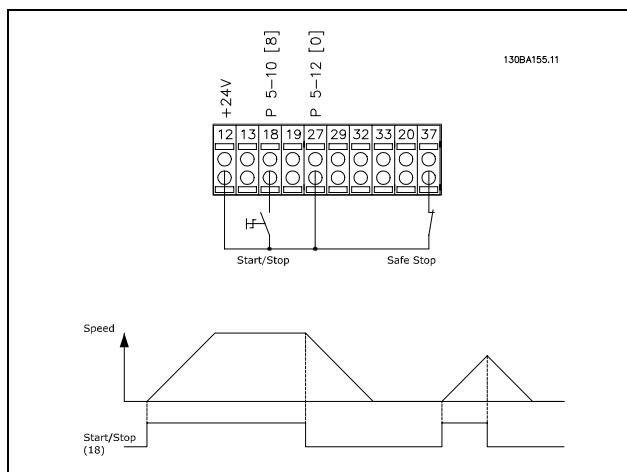 130BA155.11
+24V
P 5-10 [8]
P 5-12 [0]
12 13 18 19 27 29 32 33 20 37
Start/Stop
Safe Stop
Speed
Start/Stop
(18)